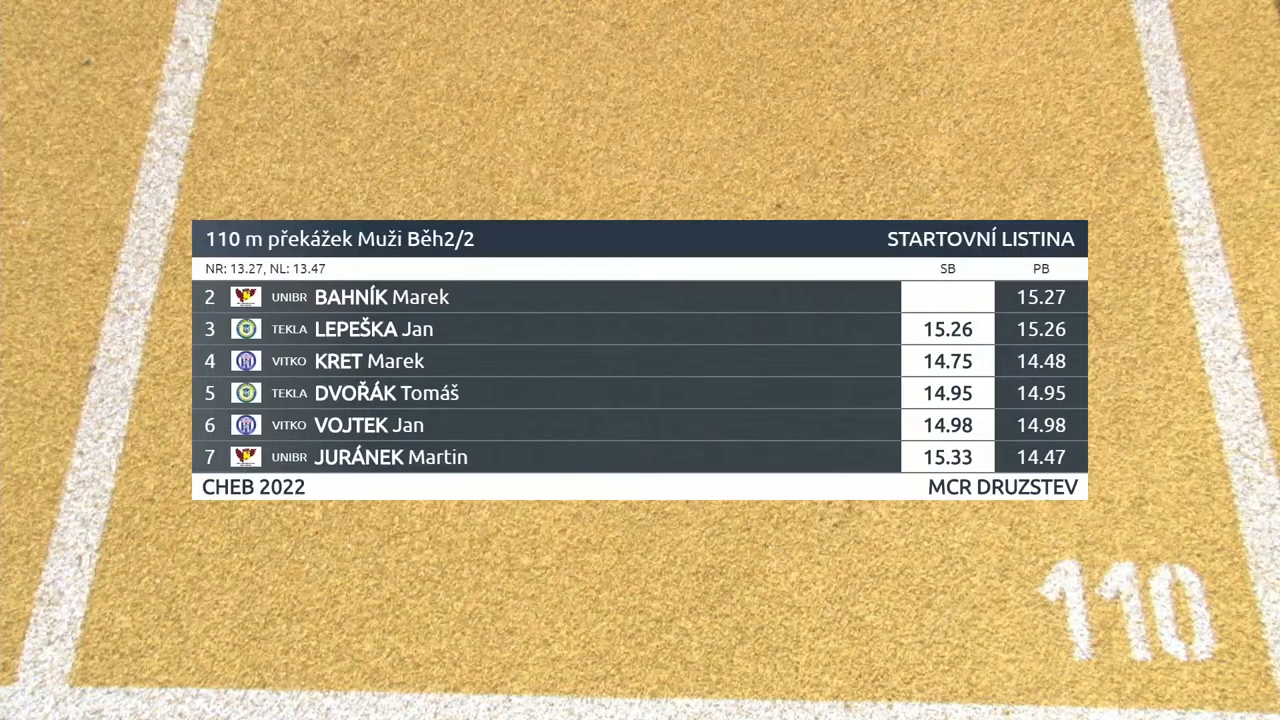 110 m překážek Muži Běh2/2 STARTOVNÍ LISTINA
NR: 13.27, NL: 13.47 SB PB
2 UNIBR BAHNÍK Marek 15.27
3 TEKLA LEPEŠKA Jan 15.26 15.26
4 VITKO KRET Marek 14.75 14.48
5 TEKLA DVOŘÁK Tomáš 14.95 14.95
6 VITKO VOJTEK Jan 14.98 14.98
7 UNIBR JURÁNEK Martin 15.33 14.47
CHEB 2022 MCR DRUZSTEV
110